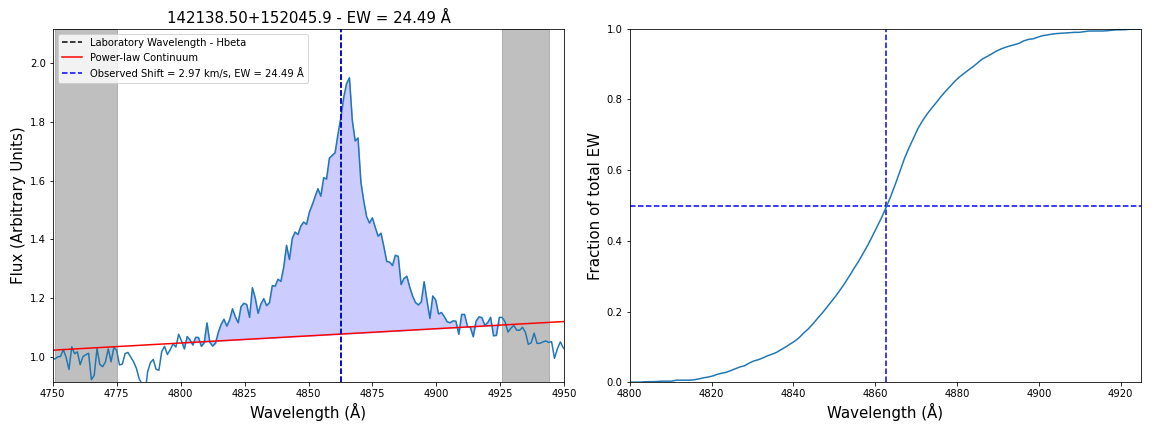 142138.50+152045.9 - EW = 24.49 Å
Laboratory Wavelength - Hbeta
Power-law Continuum
Observed Shift = 2.97 km/s, EW = 24.49 Å
Flux (Arbitrary Units)
2.0
1.8
1.6
1.4
1.2
1.0
4750 4775 4800 4825 4850 4875 4900 4925 4950
Wavelength (Å)
Fraction of total EW
1.0
0.8
0.6
0.4
0.2
0.0
4800 4820 4840 4860 4880 4900 4920
Wavelength (Å)